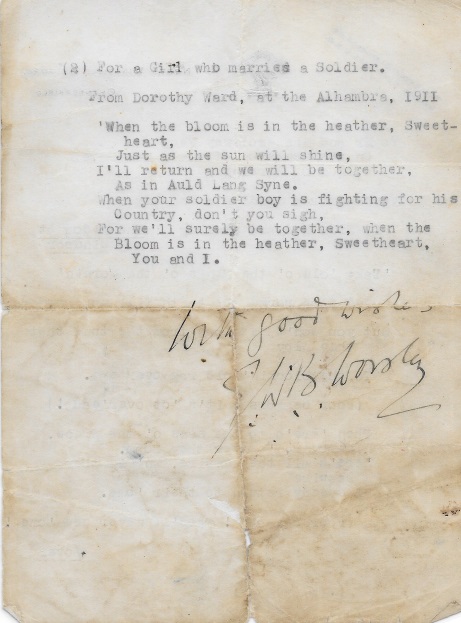 (2) For a Girl who married a Soldier.
From Dorothy Ward, at the Alhambra, 1911
'When the bloom is in the heather, Sweet-
heart,
Just as the sun will shine,
I'll return and we will be together,
As in Auld Lang Syne.
When your soldier boy is fighting for his
Country, don't you sigh,
For we'll surely be together, when the
Bloom is in the heather, Sweetheart,
You and I.
With good wishes